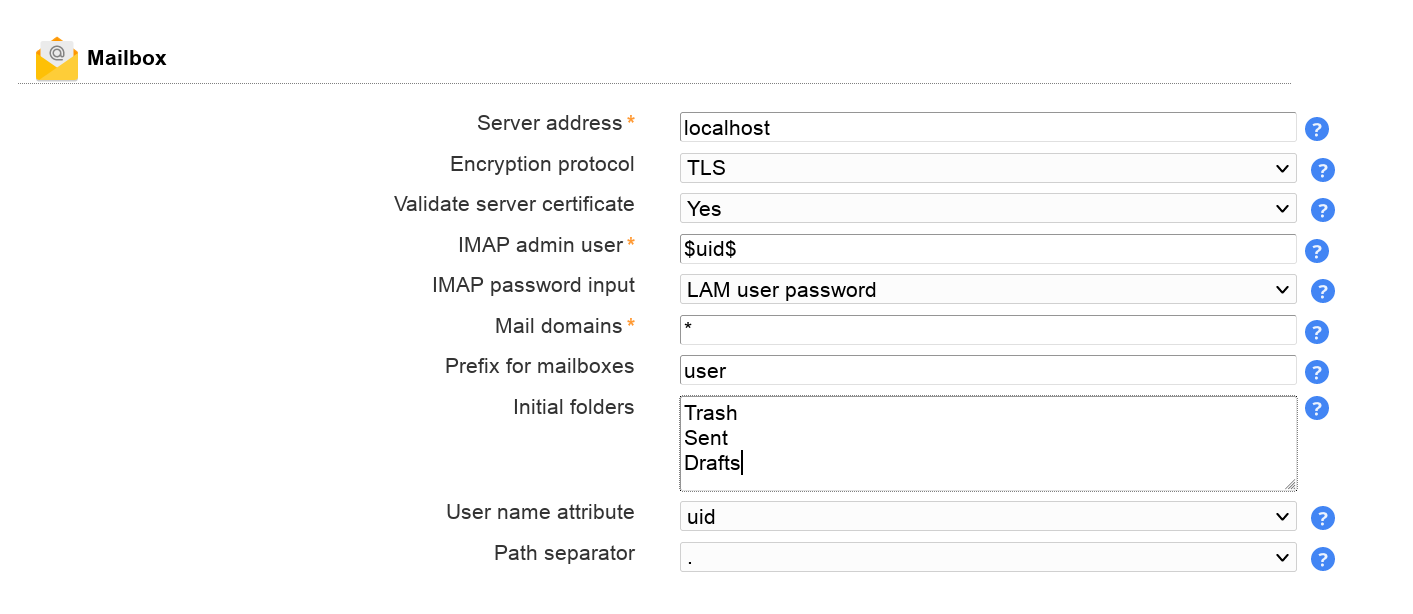 @ Mailbox
Server address * localhost ?
Encryption protocol TLS ?
Validate server certificate Yes ?
IMAP admin user * $uid$ ?
IMAP password input LAM user password ?
Mail domains * * ?
Prefix for mailboxes user ?
Initial folders Trash ?
Sent
Drafts
User name attribute uid ?
Path separator . ?